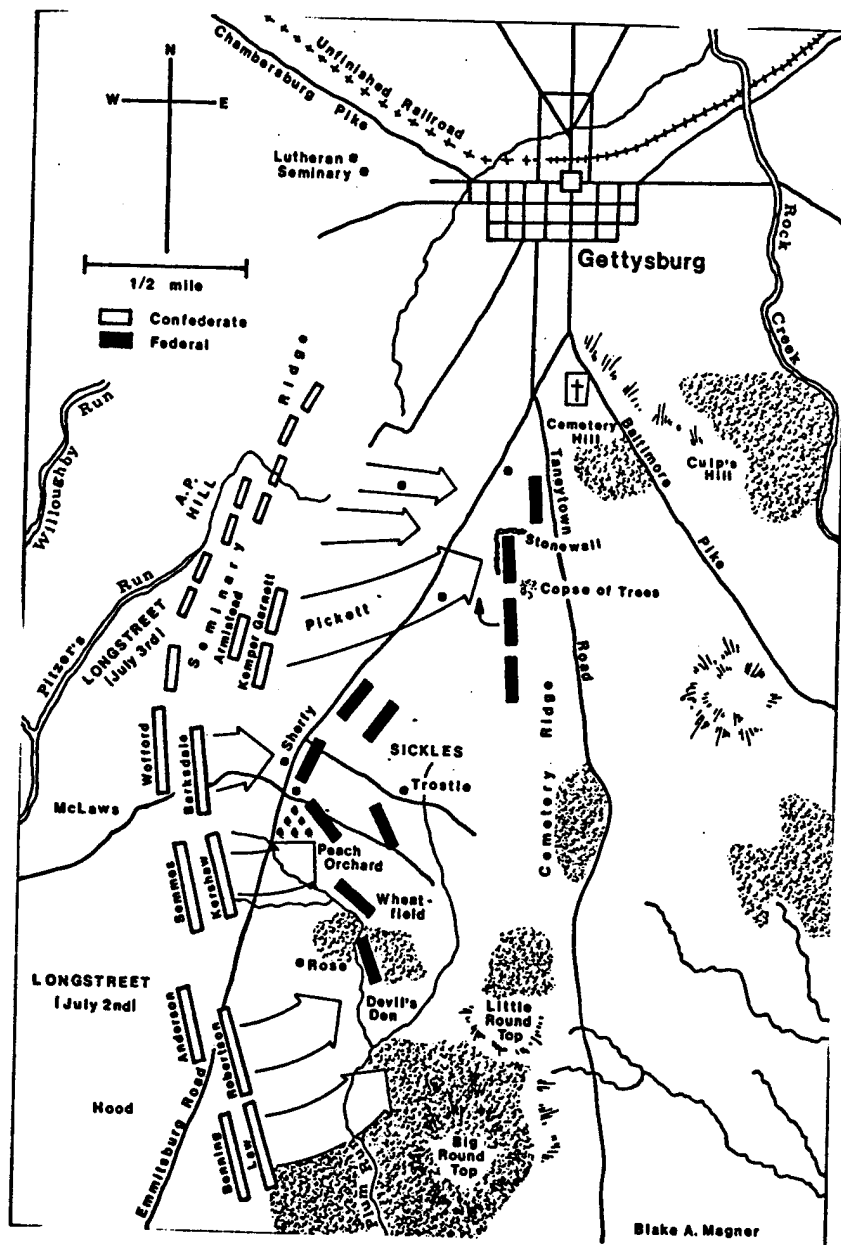 N
W
E
Unfinished Railroad
Chambersburg Pike
Lutheran
Seminary
1/2 mile
Confederate
Federal
Gettysburg
Rock Creek
Willoughby Run
Seminary Ridge
A.P.
HILL
Pitzer's Run
LONGSTREET
[July 3rd]
Armistead
Garnett
Kemper
Pickett
Cemetery
Hill
Taneytown Road
Baltimore Pike
Culp's
Hill
Stonewall
Copse of Trees
Cemetery Ridge
Wofford
Barksdale
McLaws
Sherfy
SICKLES
Trostle
Peach
Orchard
Semmes
Kershaw
Wheat-
field
Rose
Devil's
Den
LONGSTREET
[July 2nd]
Anderson
Robertson
Hood
Benning
Law
Emmitsburg Road
Little
Round
Top
Big
Round
Top
Run
Blake A. Magner